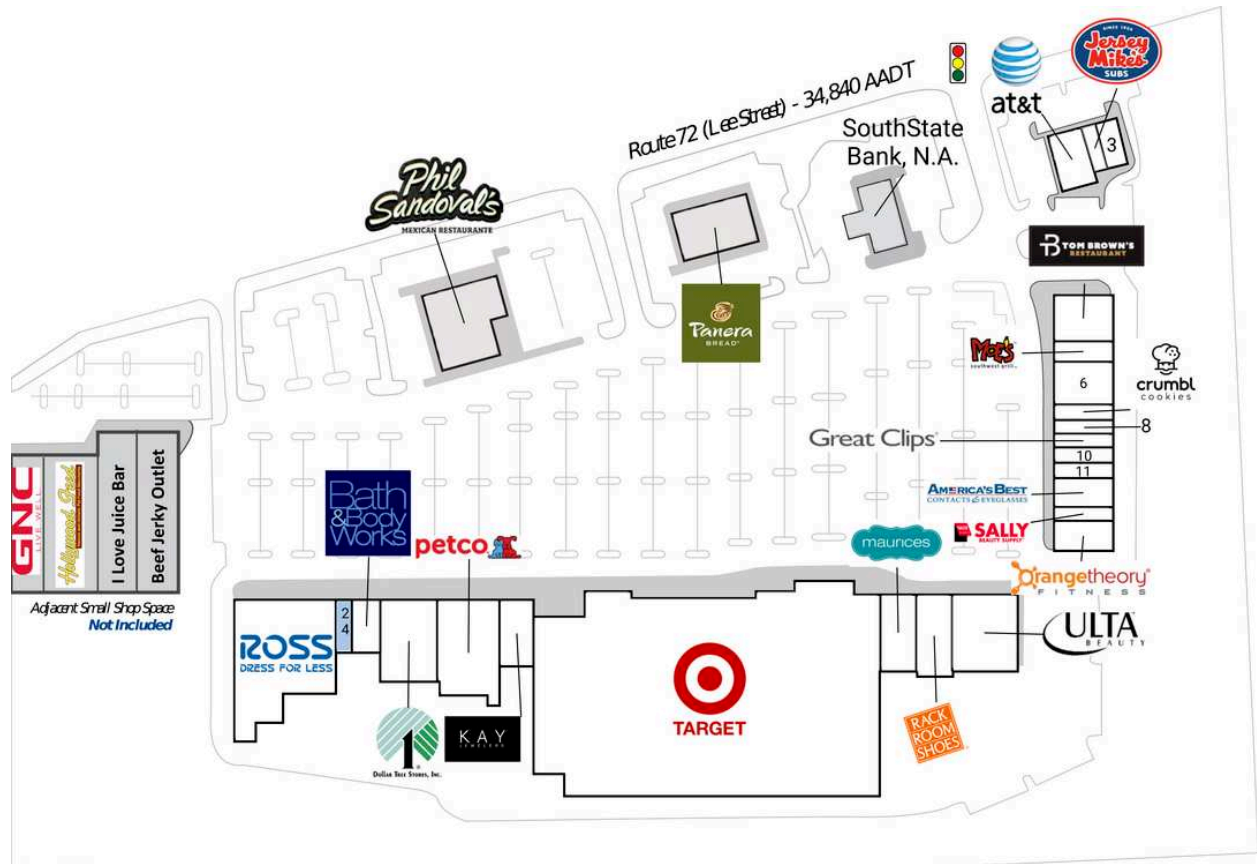 SINCE 1956
Jersey
Mike's
SUBS
at&t
Route 72 (Lee Street) - 34,840 AADT
SouthState
Bank, N.A.
3
Phil
Sandoval's
MEXICAN RESTAURANTE
B TOM BROWN'S
RESTAURANT
Panera
BREAD®
MOE'S
southwest grill
6
crumbl
cookies
8
Great Clips®
10
11
AMERICA'S BEST
CONTACTS & EYEGLASSES
SALLY
BEAUTY SUPPLY
orangetheory®
FITNESS
GNC
LIVE WELL
Hollywood Feed
I Love Juice Bar
Beef Jerky Outlet
Adjacent Small Shop Space
Not Included
Bath
& Body
Works
petco
maurices
ULTA
BEAUTY
ROSS
DRESS FOR LESS
2
4
1
Dollar Tree Stores, Inc.
KAY
JEWELERS
TARGET
RACK
ROOM
SHOES®